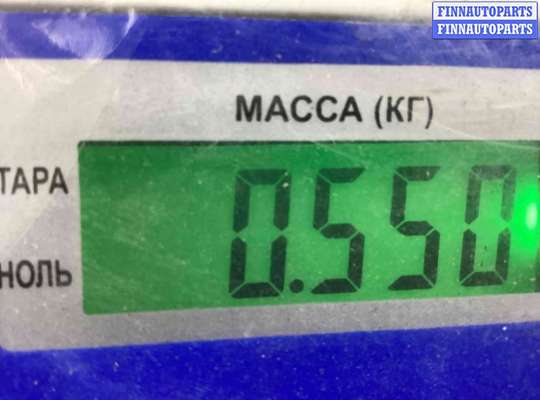 FINNAUTOPARTS
FINNAUTOPARTS
МАССА (КГ)
ТАРА
0.550
НОЛЬ